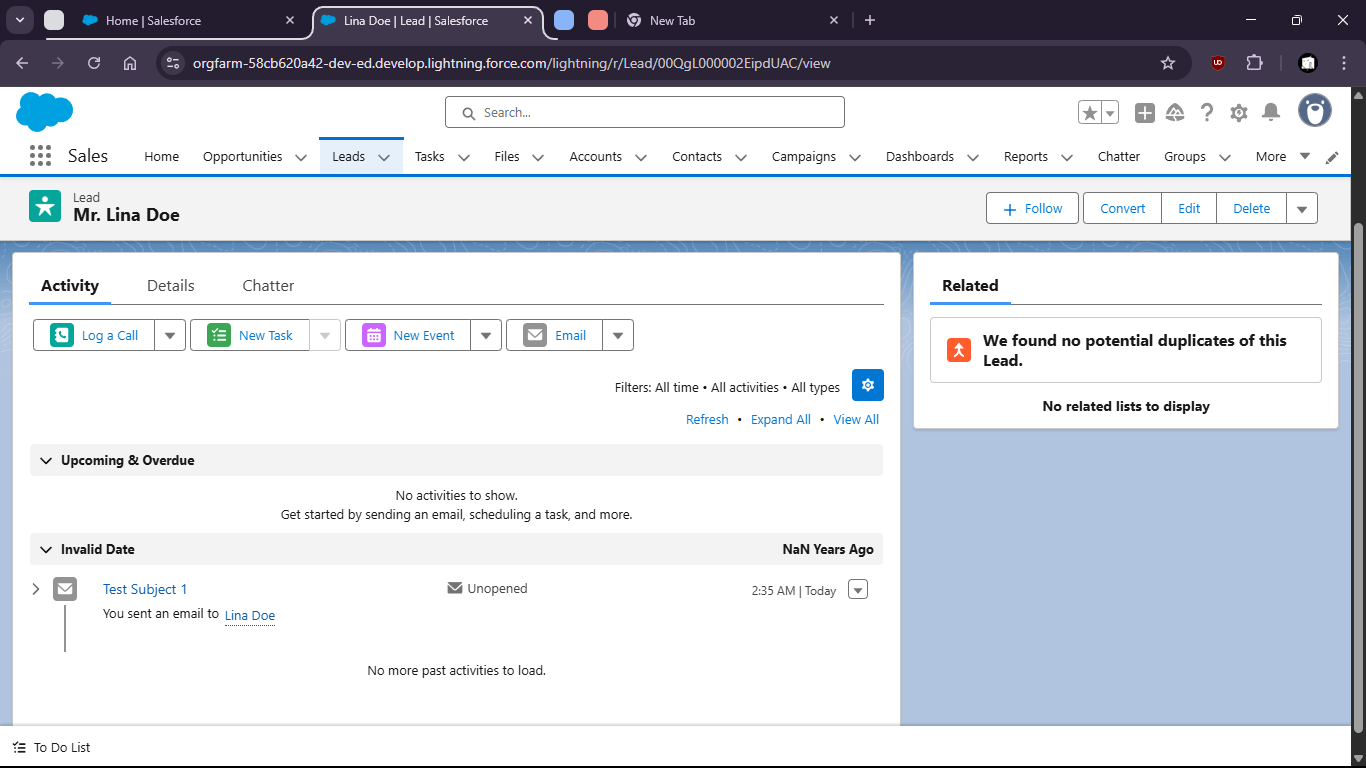 Home | Salesforce
Lina Doe | Lead | Salesforce
New Tab
orgfarm-58cb620a42-dev-ed.develop.lightning.force.com/lightning/r/Lead/00QgL000002EipdUAC/view
Search...
Sales
Home
Opportunities
Leads
Tasks
Files
Accounts
Contacts
Campaigns
Dashboards
Reports
Chatter
Groups
More
Lead
Mr. Lina Doe
Follow
Convert
Edit
Delete
Activity
Details
Chatter
Log a Call
New Task
New Event
Email
Filters: All time • All activities • All types
Refresh • Expand All • View All
Upcoming & Overdue
No activities to show.
Get started by sending an email, scheduling a task, and more.
Invalid Date
NaN Years Ago
Test Subject 1
Unopened
2:35 AM | Today
You sent an email to Lina Doe
No more past activities to load.
Related
We found no potential duplicates of this
Lead.
No related lists to display
To Do List